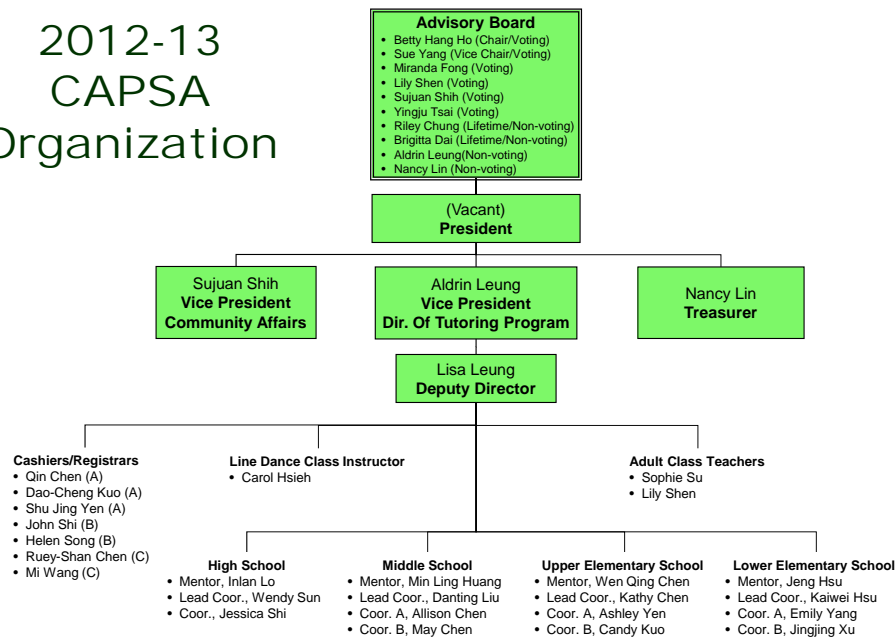 2012-13
CAPSA
Organization
Advisory Board
• Betty Hang Ho (Chair/Voting)
• Sue Yang (Vice Chair/Voting)
• Miranda Fong (Voting)
• Lily Shen (Voting)
• Sujuan Shih (Voting)
• Yingju Tsai (Voting)
• Riley Chung (Lifetime/Non-voting)
• Brigitta Dai (Lifetime/Non-voting)
• Aldrin Leung(Non-voting)
• Nancy Lin (Non-voting)
(Vacant)
President
Sujuan Shih
Vice President
Community Affairs
Aldrin Leung
Vice President
Dir. Of Tutoring Program
Nancy Lin
Treasurer
Lisa Leung
Deputy Director
Cashiers/Registrars
• Qin Chen (A)
• Dao-Cheng Kuo (A)
• Shu Jing Yen (A)
• John Shi (B)
• Helen Song (B)
• Ruey-Shan Chen (C)
• Mi Wang (C)
Line Dance Class Instructor
• Carol Hsieh
Adult Class Teachers
• Sophie Su
• Lily Shen
High School
• Mentor, Inlan Lo
• Lead Coor., Wendy Sun
• Coor., Jessica Shi
Middle School
• Mentor, Min Ling Huang
• Lead Coor., Danting Liu
• Coor. A, Allison Chen
• Coor. B, May Chen
Upper Elementary School
• Mentor, Wen Qing Chen
• Lead Coor., Kathy Chen
• Coor. A, Ashley Yen
• Coor. B, Candy Kuo
Lower Elementary School
• Mentor, Jeng Hsu
• Lead Coor., Kaiwei Hsu
• Coor. A, Emily Yang
• Coor. B, Jingjing Xu